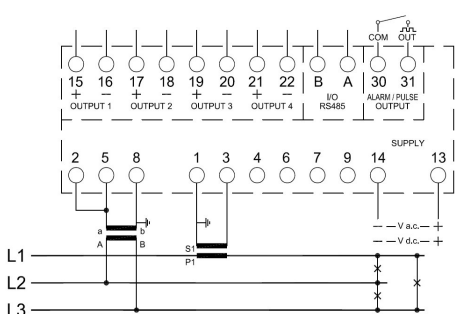 COM OUT
15 16 17 18 19 20 21 22 B A 30 31
+ − + − + − + −
OUTPUT 1 OUTPUT 2 OUTPUT 3 OUTPUT 4 I/O RS485 ALARM / PULSE OUTPUT
SUPPLY
2 5 8 1 3 4 6 7 9 14 13
a b
− V a.c. +
− V d.c. +
A B
S1
L1
P1
L2
L3